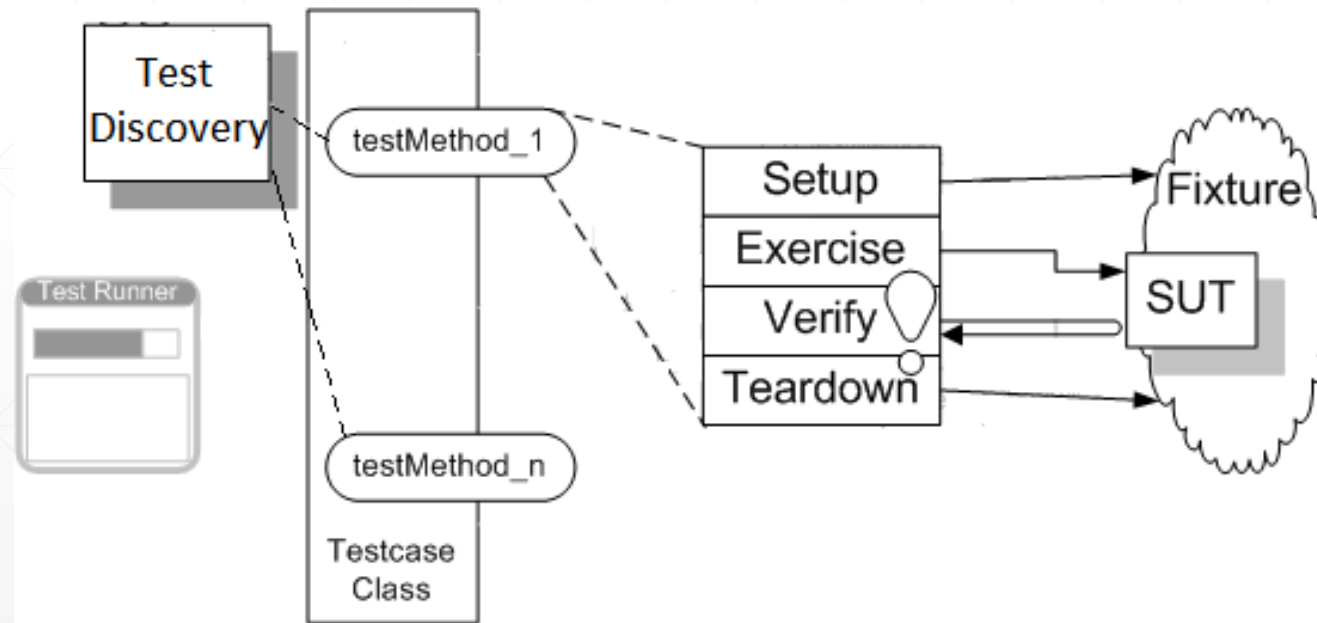 Test
Discovery
testMethod_1
Setup
Exercise
Verify
Teardown
Fixture
SUT
Test Runner
testMethod_n
Testcase
Class